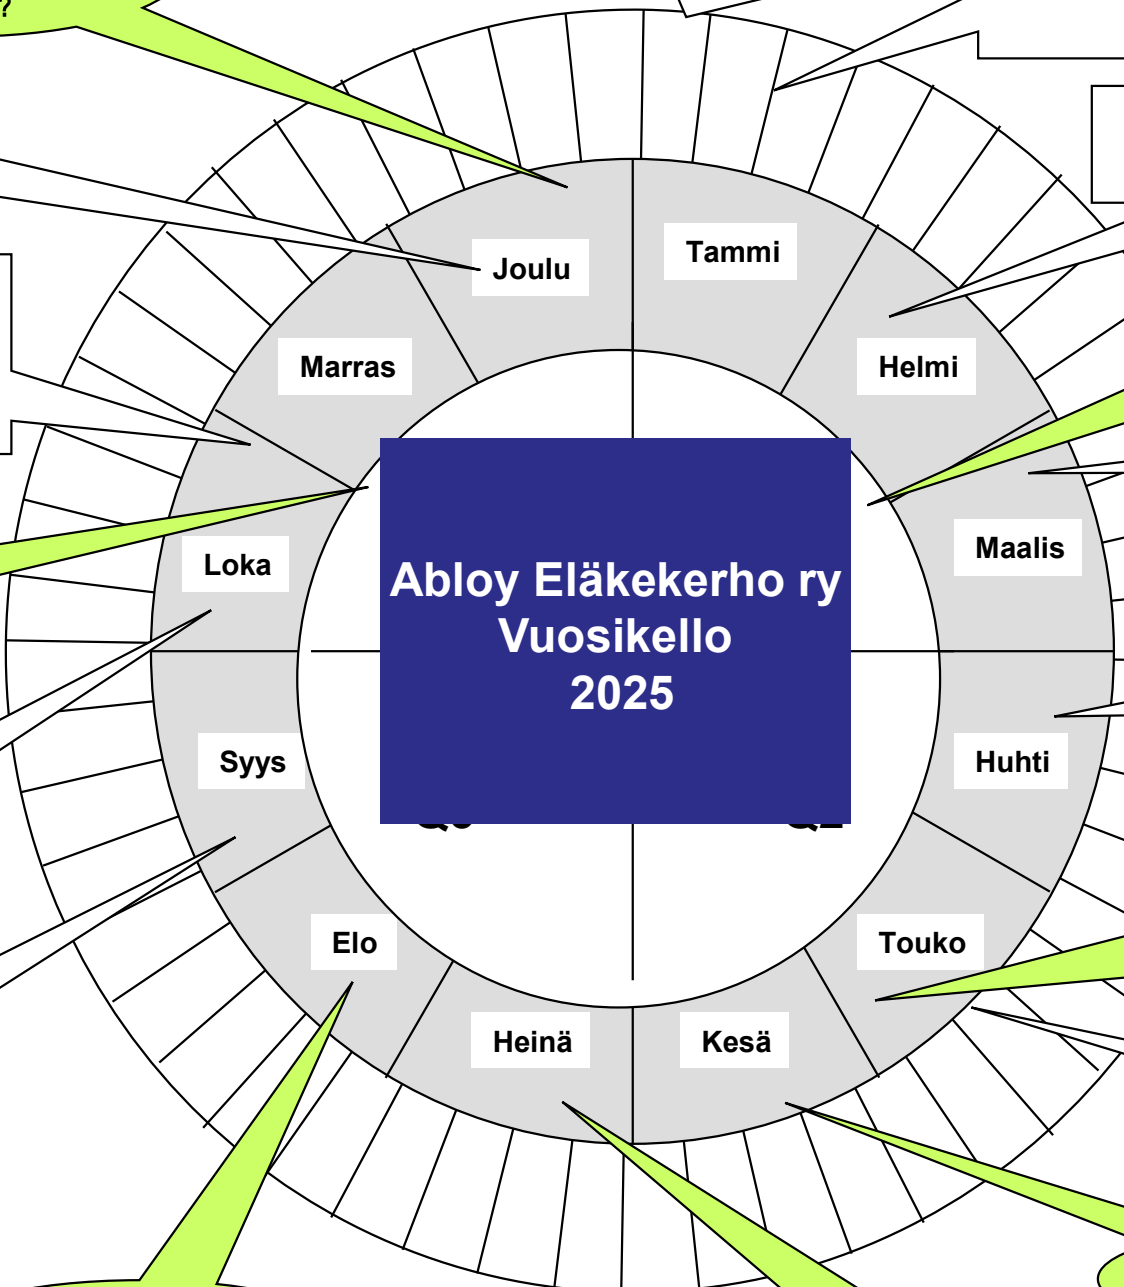 ?
Joulu
Tammi
Marras
Helmi
Loka
Maalis
Abloy Eläkekerho ry
Vuosikello
2025
Syys
Huhti
Elo
Touko
Heinä
Kesä